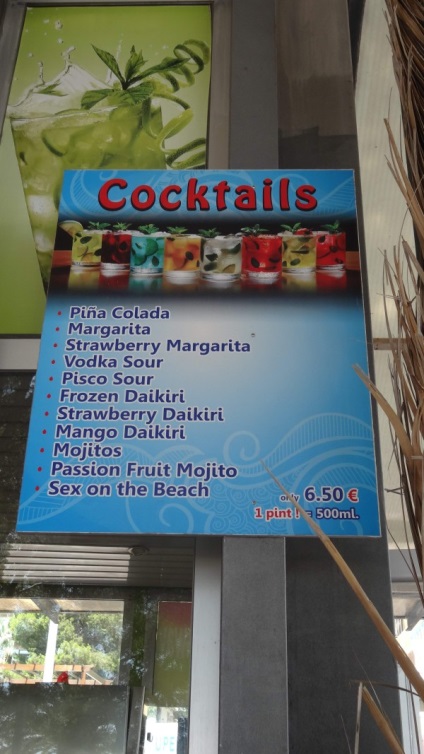 Cocktails
• Piña Colada
• Margarita
• Strawberry Margarita
• Vodka Sour
• Pisco Sour
• Frozen Daikiri
• Strawberry Daikiri
• Mango Daikiri
• Mojitos
• Passion Fruit Mojito
• Sex on the Beach
only 6.50 €
1 pint ! = 500mL